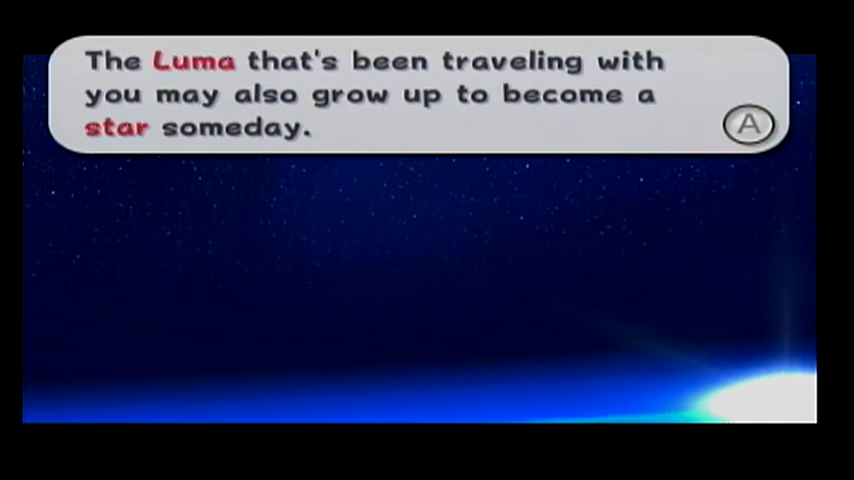 The Luma that's been traveling with
you may also grow up to become a
star someday.
A